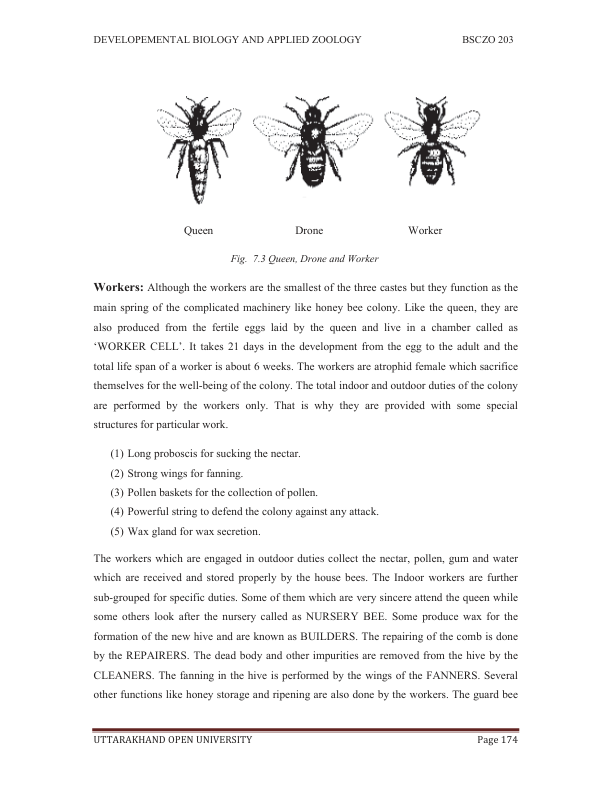 DEVELOPEMENTAL BIOLOGY AND APPLIED ZOOLOGY BSCZO 203
Queen Drone Worker
Fig. 7.3 Queen, Drone and Worker
Workers: Although the workers are the smallest of the three castes but they function as the
main spring of the complicated machinery like honey bee colony. Like the queen, they are
also produced from the fertile eggs laid by the queen and live in a chamber called as
‘WORKER CELL’. It takes 21 days in the development from the egg to the adult and the
total life span of a worker is about 6 weeks. The workers are atrophid female which sacrifice
themselves for the well-being of the colony. The total indoor and outdoor duties of the colony
are performed by the workers only. That is why they are provided with some special
structures for particular work.
(1) Long proboscis for sucking the nectar.
(2) Strong wings for fanning.
(3) Pollen baskets for the collection of pollen.
(4) Powerful string to defend the colony against any attack.
(5) Wax gland for wax secretion.
The workers which are engaged in outdoor duties collect the nectar, pollen, gum and water
which are received and stored properly by the house bees. The Indoor workers are further
sub-grouped for specific duties. Some of them which are very sincere attend the queen while
some others look after the nursery called as NURSERY BEE. Some produce wax for the
formation of the new hive and are known as BUILDERS. The repairing of the comb is done
by the REPAIRERS. The dead body and other impurities are removed from the hive by the
CLEANERS. The fanning in the hive is performed by the wings of the FANNERS. Several
other functions like honey storage and ripening are also done by the workers. The guard bee
UTTARAKHAND OPEN UNIVERSITY Page 174